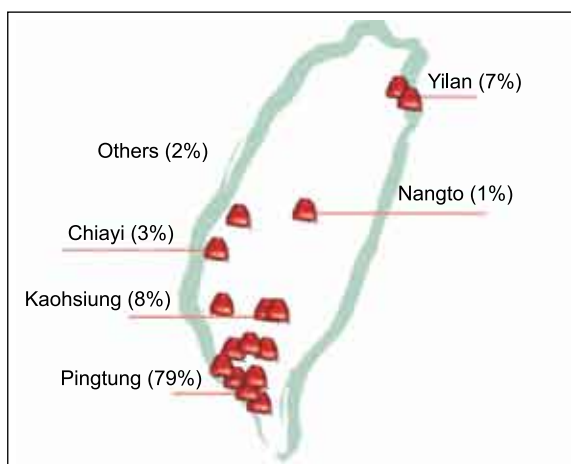 Yilan (7%)
Others (2%)
Nangto (1%)
Chiayi (3%)
Kaohsiung (8%)
Pingtung (79%)